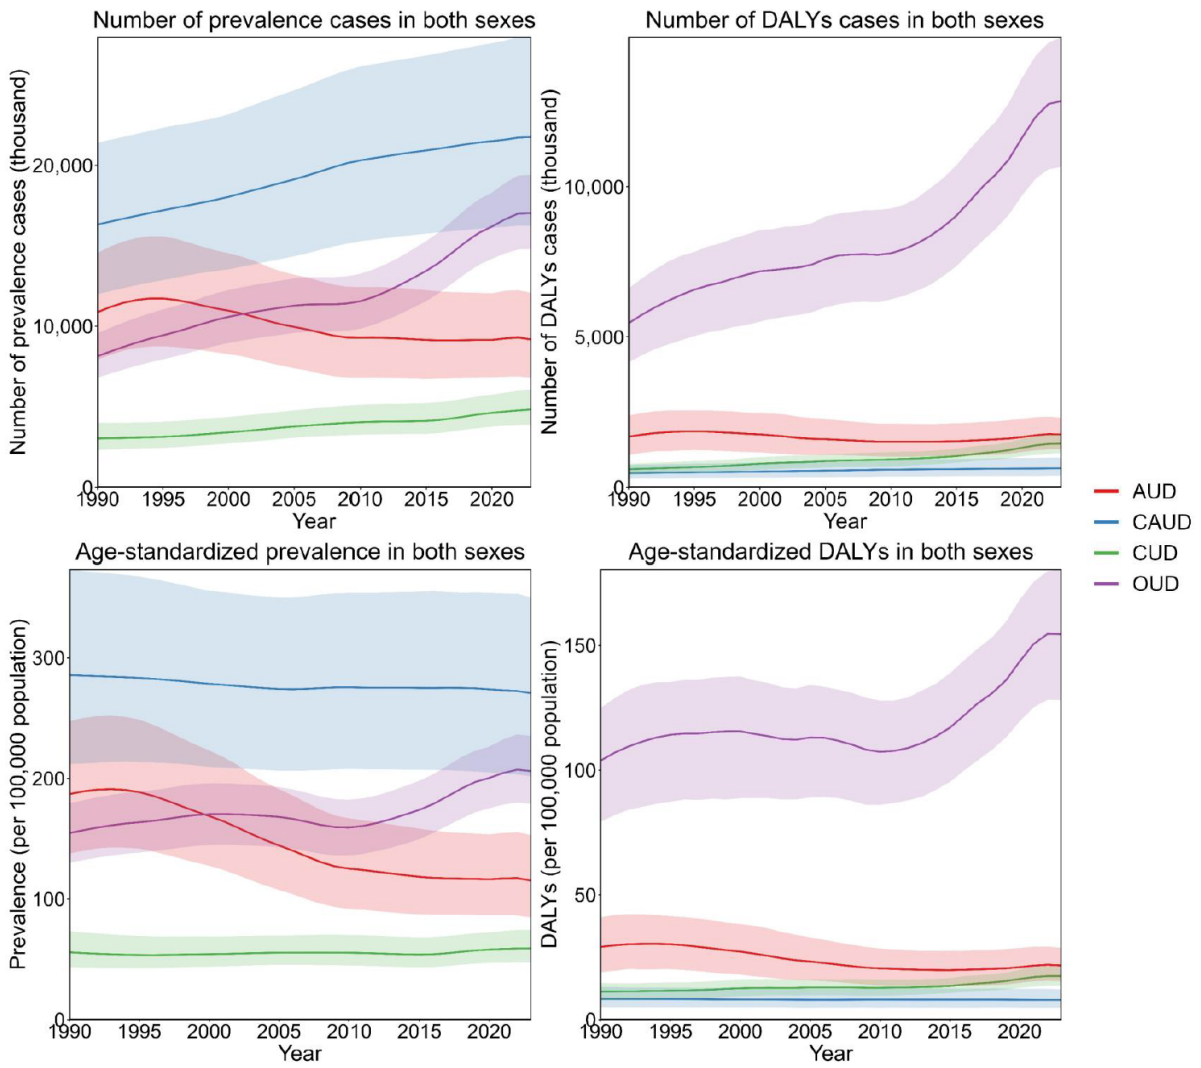 Number of prevalence cases in both sexes
Number of prevalence cases (thousand)
20,000
10,000
0
1990 1995 2000 2005 2010 2015 2020
Year
Number of DALYs cases in both sexes
Number of DALYs cases (thousand)
10,000
5,000
0
1990 1995 2000 2005 2010 2015 2020
Year
Age-standardized prevalence in both sexes
Prevalence (per 100,000 population)
300
200
100
0
1990 1995 2000 2005 2010 2015 2020
Year
Age-standardized DALYs in both sexes
DALYs (per 100,000 population)
150
100
50
0
1990 1995 2000 2005 2010 2015 2020
Year
AUD
CAUD
CUD
OUD